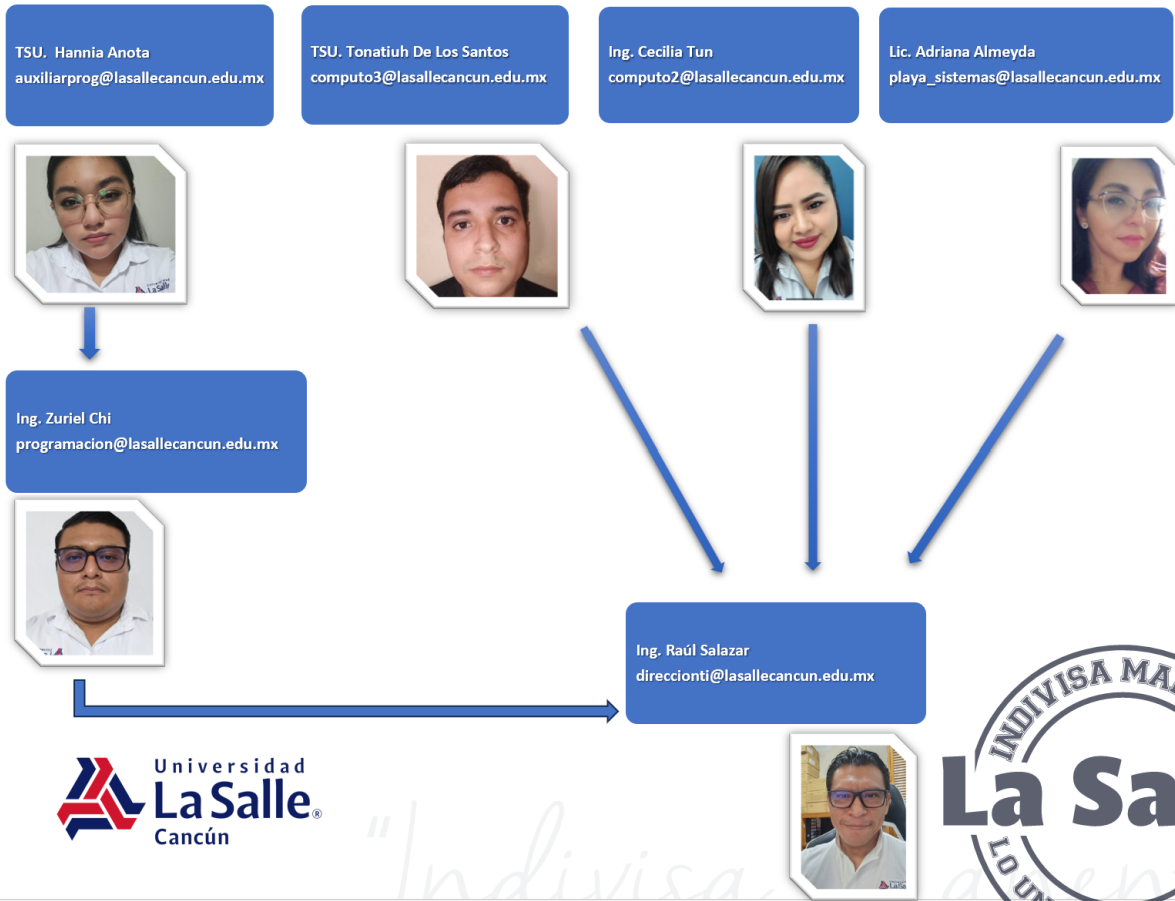 TSU. Hannia Anota
auxiliarprog@lasallecancun.edu.mx
TSU. Tonatiuh De Los Santos
computo3@lasallecancun.edu.mx
Ing. Cecilia Tun
computo2@lasallecancun.edu.mx
Lic. Adriana Almeyda
playa_sistemas@lasallecancun.edu.mx
Ing. Zuriel Chi
programacion@lasallecancun.edu.mx
Ing. Raúl Salazar
direccionti@lasallecancun.edu.mx
Universidad
La Salle®
Cancún
INDIVISA
La Sa
LO
"Indivisa